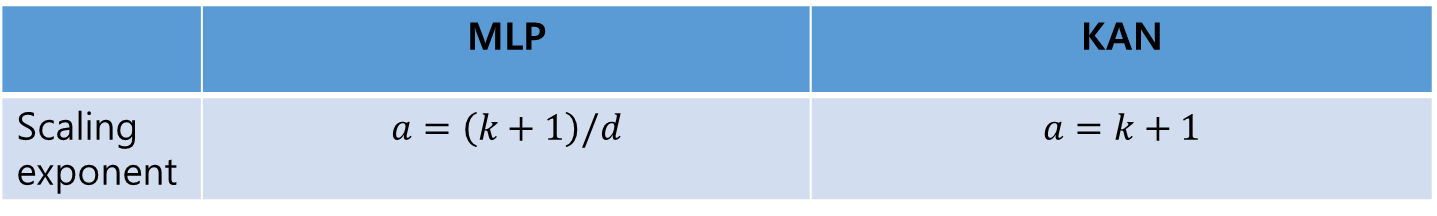 MLP KAN
Scaling exponent 𝑎 = (𝑘 + 1)/𝑑 𝑎 = 𝑘 + 1